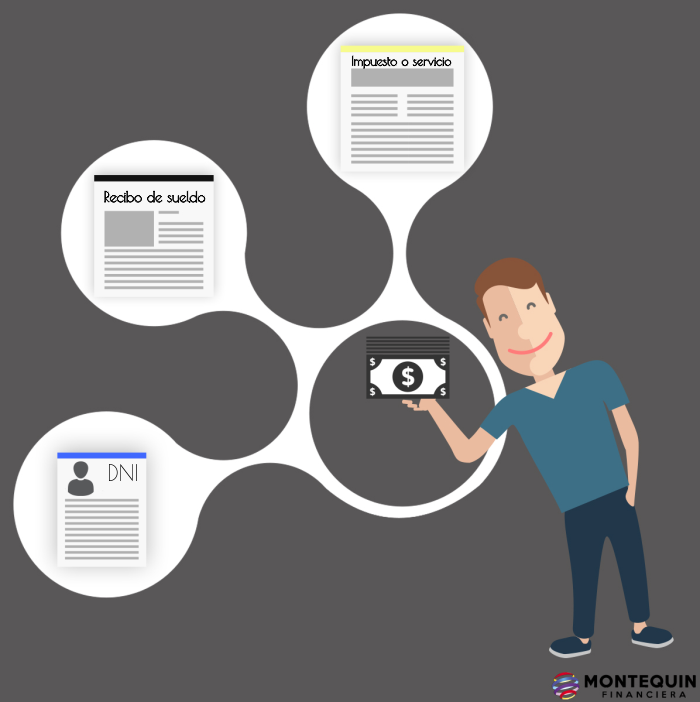 Impuesto o servicio
Recibo de sueldo
DNI
$ $
$
$ $
MONTEQUIN
FINANCIERA